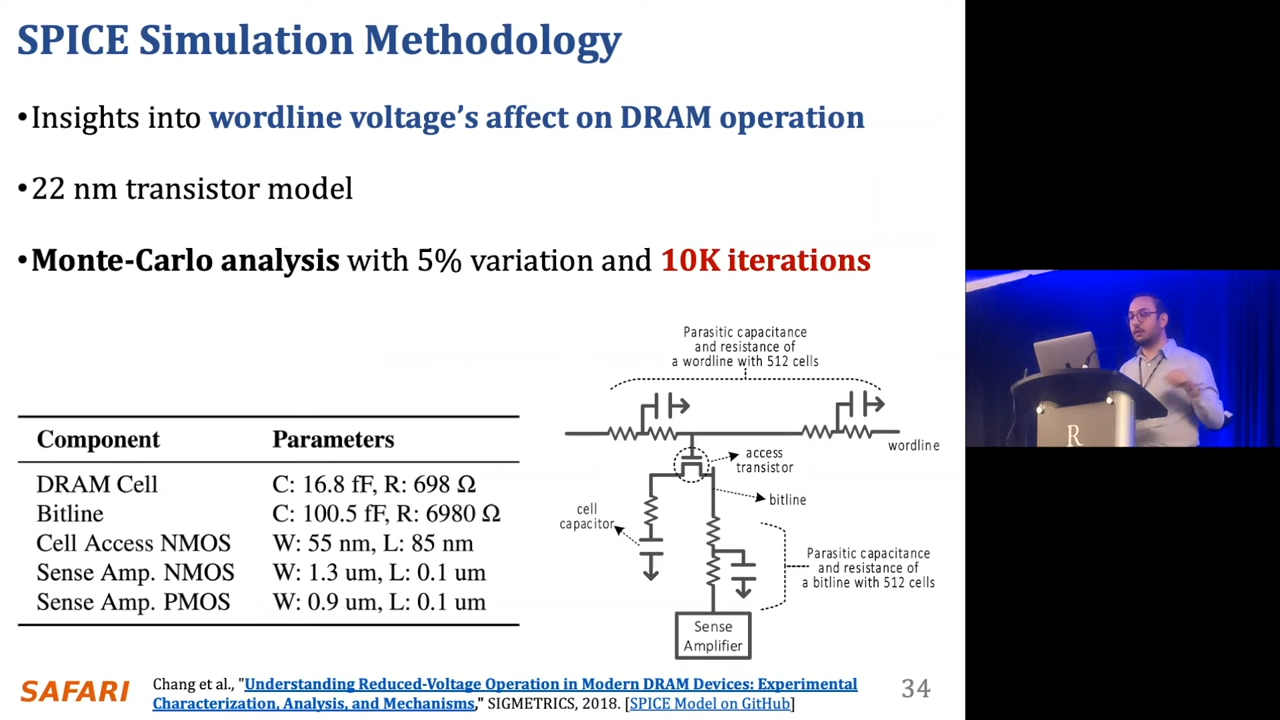 SPICE Simulation Methodology
•Insights into wordline voltage's affect on DRAM operation
•22 nm transistor model
•Monte-Carlo analysis with 5% variation and 10K iterations
Parasitic capacitance
and resistance of
a wordline with 512 cells
wordline
access
transistor
bitline
cell
capacitor
Parasitic capacitance
and resistance of
a bitline with 512 cells
Sense
Amplifier
Component Parameters
DRAM Cell C: 16.8 fF, R: 698 Ω
Bitline C: 100.5 fF, R: 6980 Ω
Cell Access NMOS W: 55 nm, L: 85 nm
Sense Amp. NMOS W: 1.3 um, L: 0.1 um
Sense Amp. PMOS W: 0.9 um, L: 0.1 um
SAFARI
Chang et al., "Understanding Reduced-Voltage Operation in Modern DRAM Devices: Experimental
Characterization, Analysis, and Mechanisms," SIGMETRICS, 2018. [SPICE Model on GitHub]
34
R